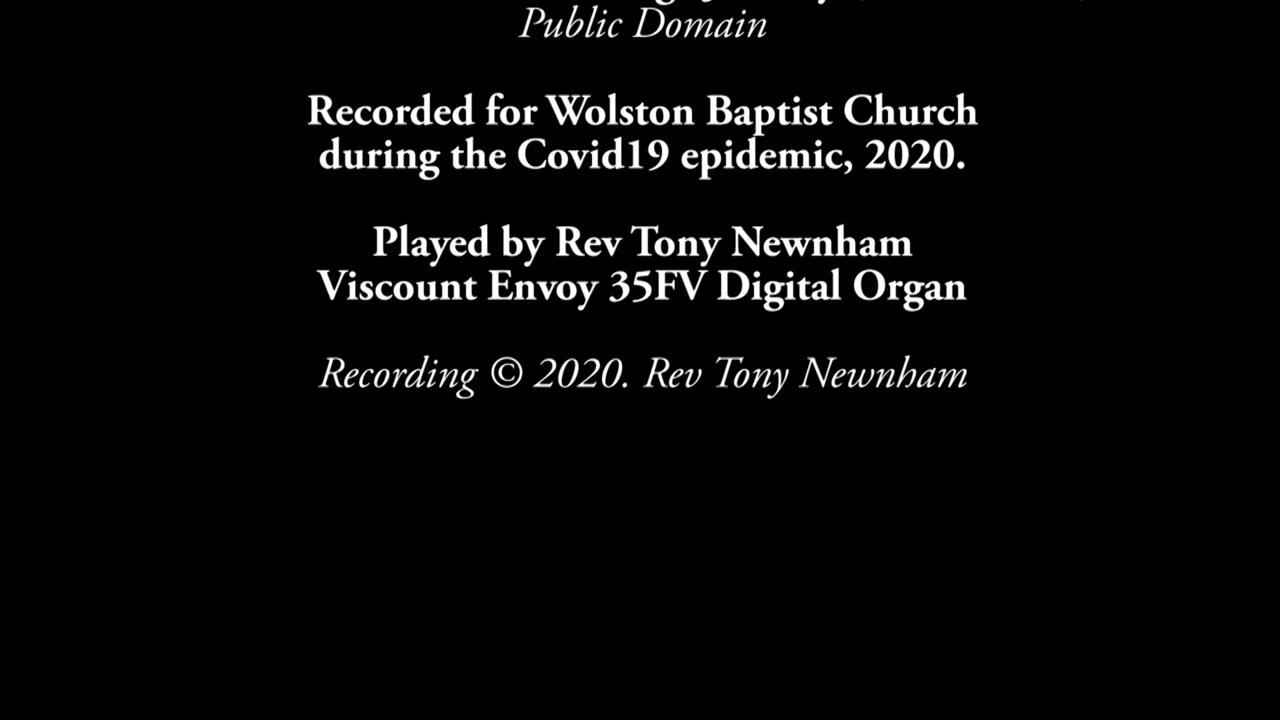 Public Domain
Recorded for Wolston Baptist Church
during the Covid19 epidemic, 2020.
Played by Rev Tony Newnham
Viscount Envoy 35FV Digital Organ
Recording © 2020. Rev Tony Newnham